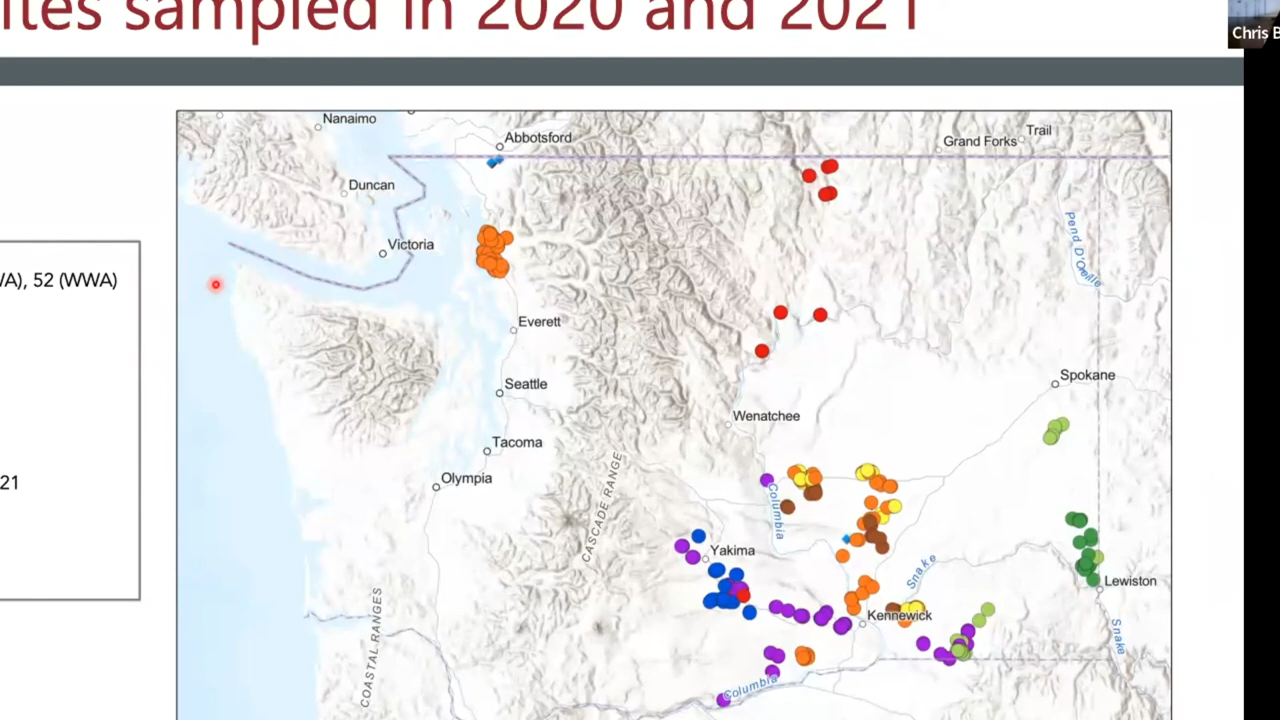 ites sampled in 2020 and 2021
Chris B
Nanaimo
Abbotsford
Trail
Grand Forks
Duncan
Pend D'Oreille
Victoria
VA), 52 (WWA)
Everett
Spokane
Seattle
Wenatchee
Tacoma
CASCADE RANGE
Olympia
21
Columbia
Yakima
Snake
Lewiston
COASTAL RANGES
Kennewick
Snake
Columbia